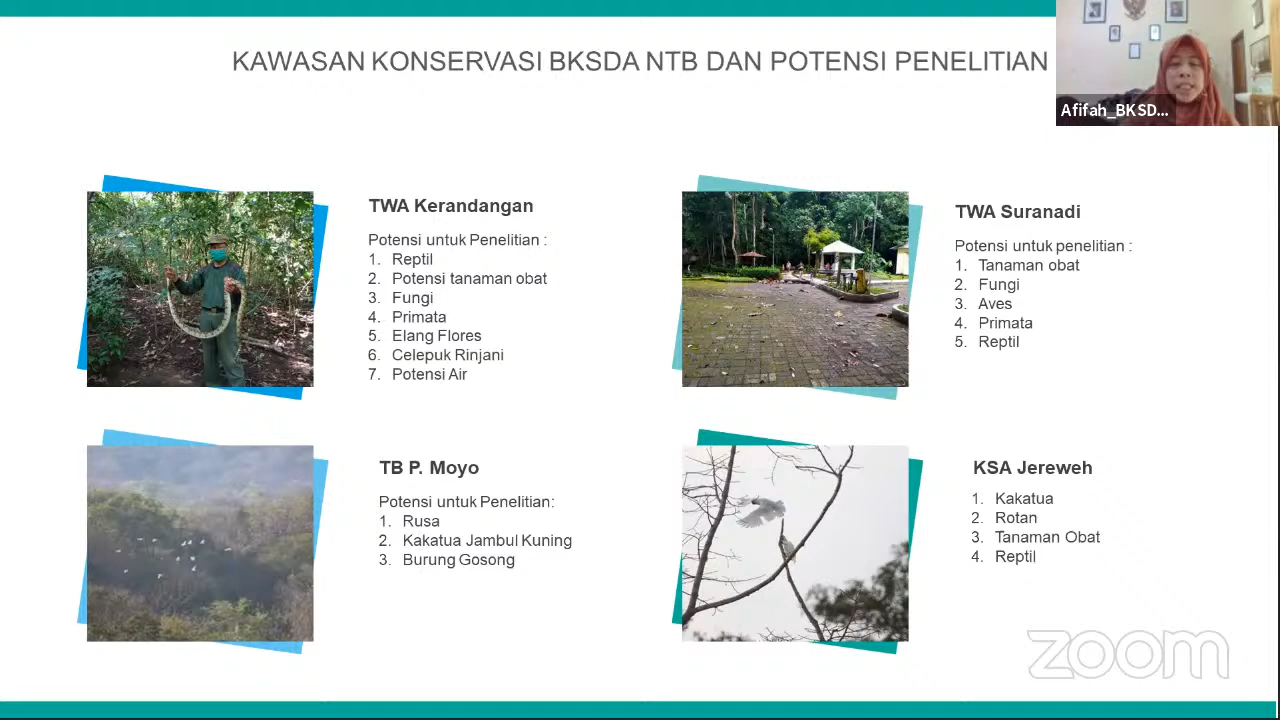 KAWASAN KONSERVASI BKSDA NTB DAN POTENSI PENELITIAN
Afifah_BKSD...
TWA Kerandangan
Potensi untuk Penelitian :
1. Reptil
2. Potensi tanaman obat
3. Fungi
4. Primata
5. Elang Flores
6. Celepuk Rinjani
7. Potensi Air
TWA Suranadi
Potensi untuk penelitian :
1. Tanaman obat
2. Fungi
3. Aves
4. Primata
5. Reptil
TB P. Moyo
Potensi untuk Penelitian:
1. Rusa
2. Kakatua Jambul Kuning
3. Burung Gosong
KSA Jereweh
1. Kakatua
2. Rotan
3. Tanaman Obat
4. Reptil
zoom